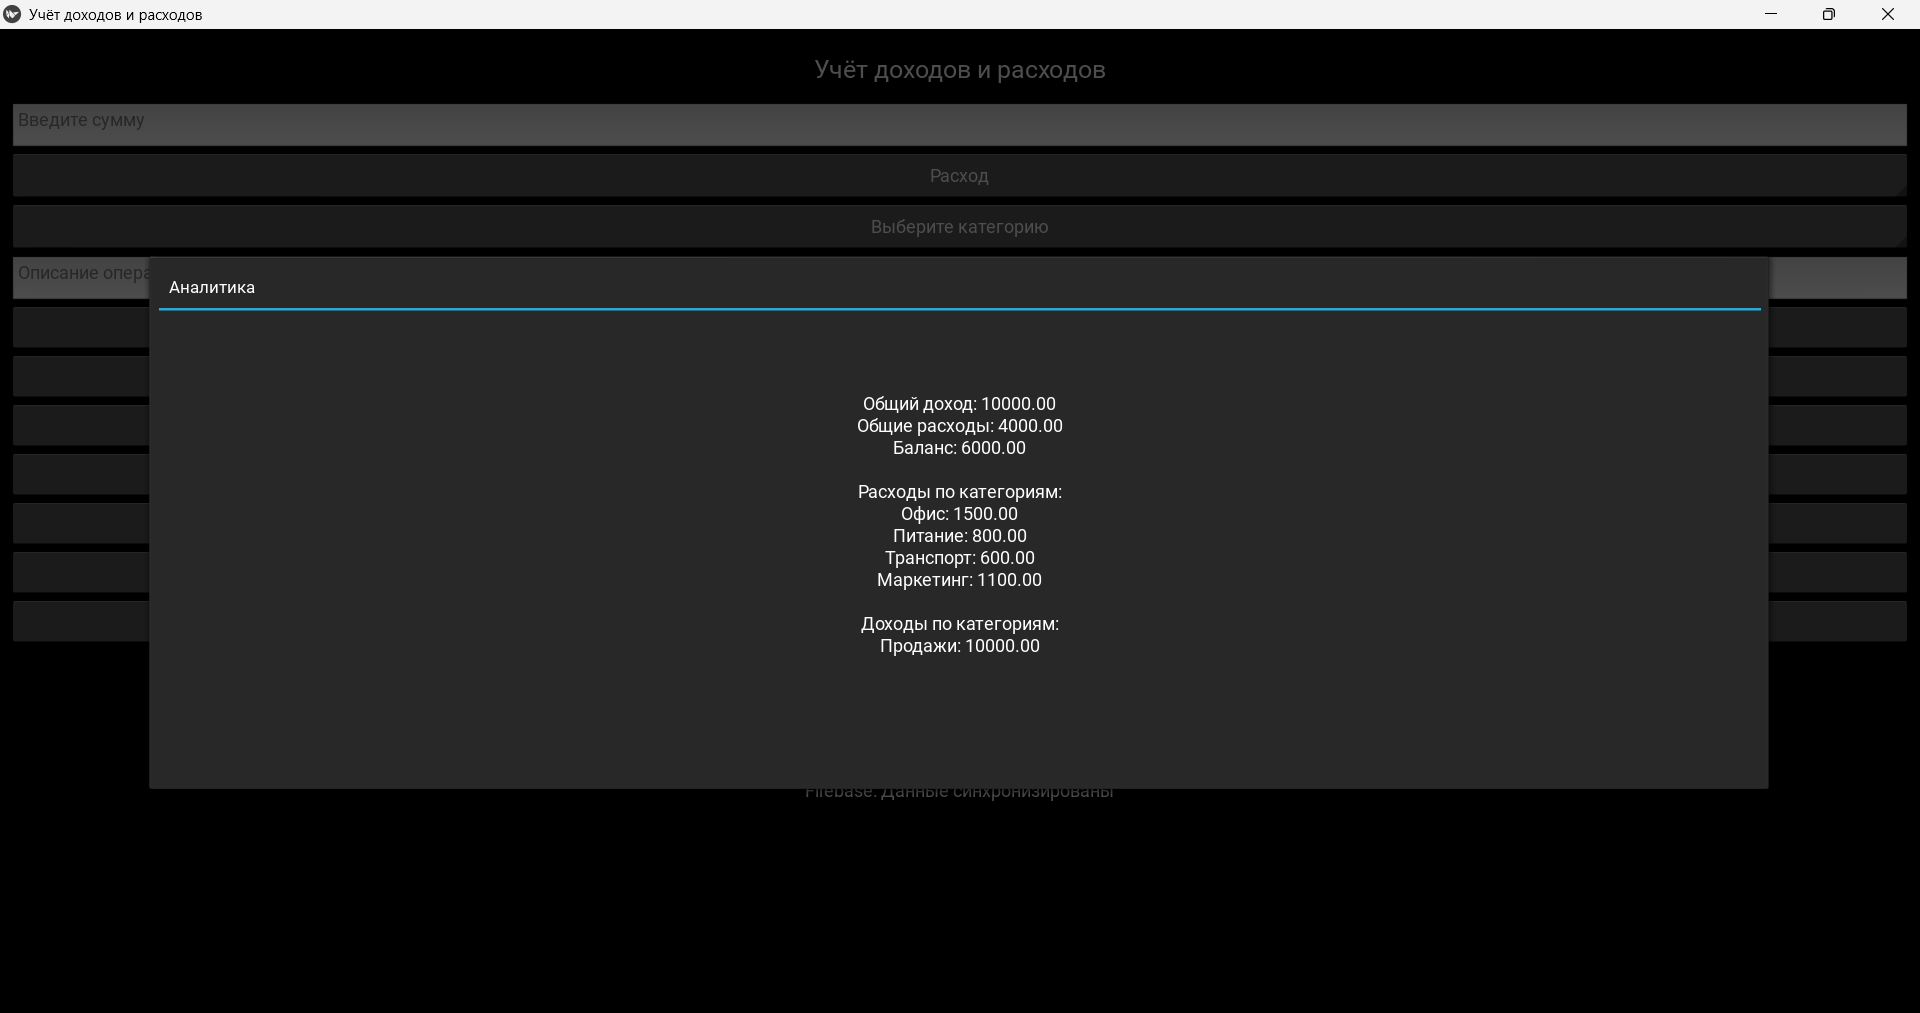 Учёт доходов и расходов
Учёт доходов и расходов
Введите сумму
Расход
Выберите категорию
Описание
Аналитика
Общий доход: 10000.00
Общие расходы: 4000.00
Баланс: 6000.00
Расходы по категориям:
Офис: 1500.00
Питание: 800.00
Транспорт: 600.00
Маркетинг: 1100.00
Доходы по категориям:
Продажи: 10000.00
Firebase: Данные синхронизированы